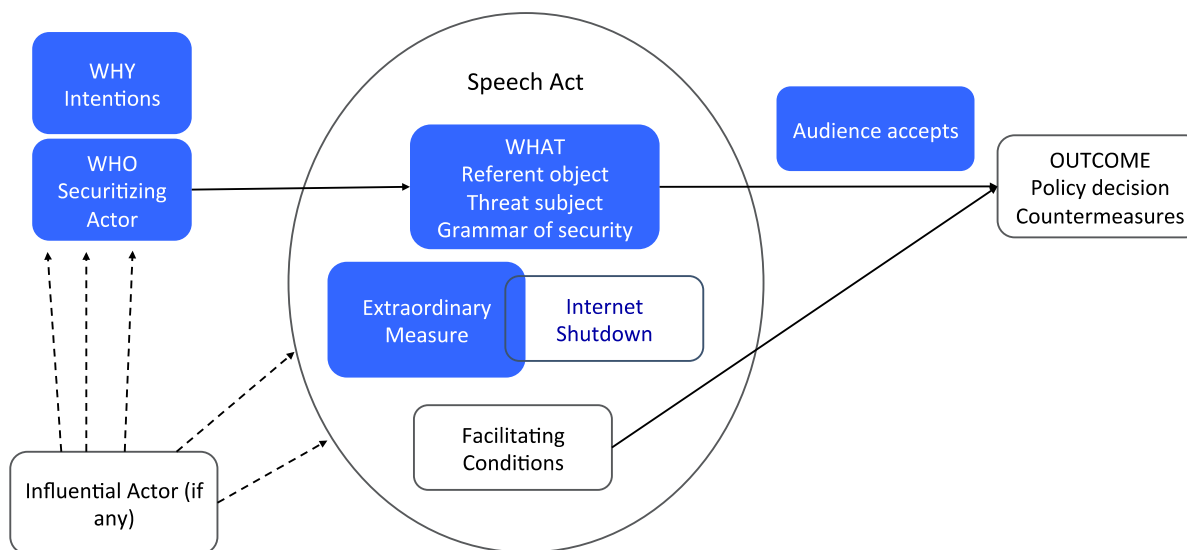 WHY
Intentions
WHO
Securitizing
Actor
Speech Act
WHAT
Referent object
Threat subject
Grammar of security
Extraordinary
Measure
Internet
Shutdown
Facilitating
Conditions
Audience accepts
OUTCOME
Policy decision
Countermeasures
Influential Actor (if
any)